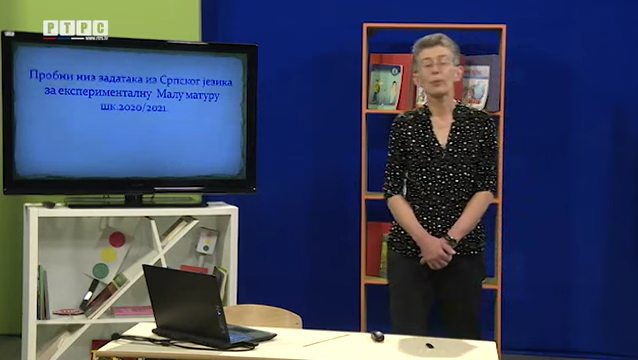 РТРС
Пробни низ задатака из Српског језика
за експерименталну Малу матуру
шк.2020/2021.